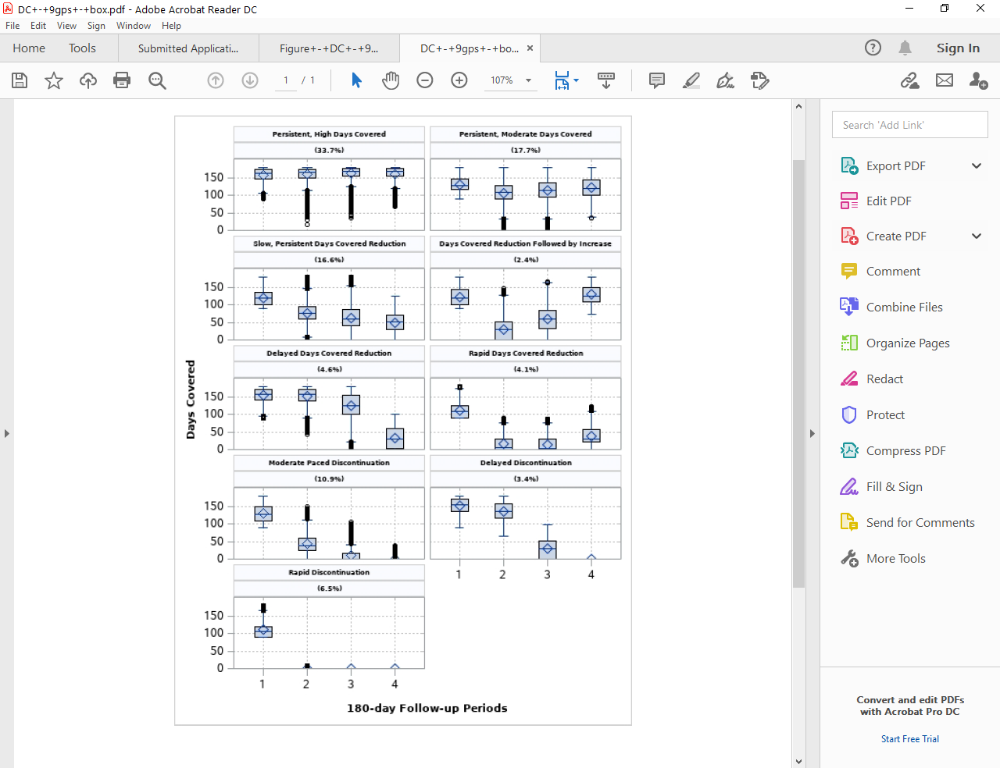 DC+-+9gps+-+box.pdf - Adobe Acrobat Reader DC
File Edit View Sign Window Help
Home Tools Submitted Applicati... Figure+-+DC+-+9... DC+-+9gps+-+bo... × Sign In
1 / 1 107%
Search 'Add Link'
Export PDF
Edit PDF
Create PDF
Comment
Combine Files
Organize Pages
Redact
Protect
Compress PDF
Fill & Sign
Send for Comments
More Tools
Convert and edit PDFs
with Acrobat Pro DC
Start Free Trial
Persistent, High Days Covered
(33.7%)
Persistent, Moderate Days Covered
(17.7%)
150
100
50
0
Slow, Persistent Days Covered Reduction
(16.6%)
Days Covered Reduction Followed by Increase
(2.4%)
150
100
50
0
Delayed Days Covered Reduction
(4.6%)
Rapid Days Covered Reduction
(4.1%)
150
100
50
0
Moderate Paced Discontinuation
(10.9%)
Delayed Discontinuation
(3.4%)
150
100
50
0
1 2 3 4
Rapid Discontinuation
(6.5%)
150
100
50
0
1 2 3 4
Days Covered
180-day Follow-up Periods